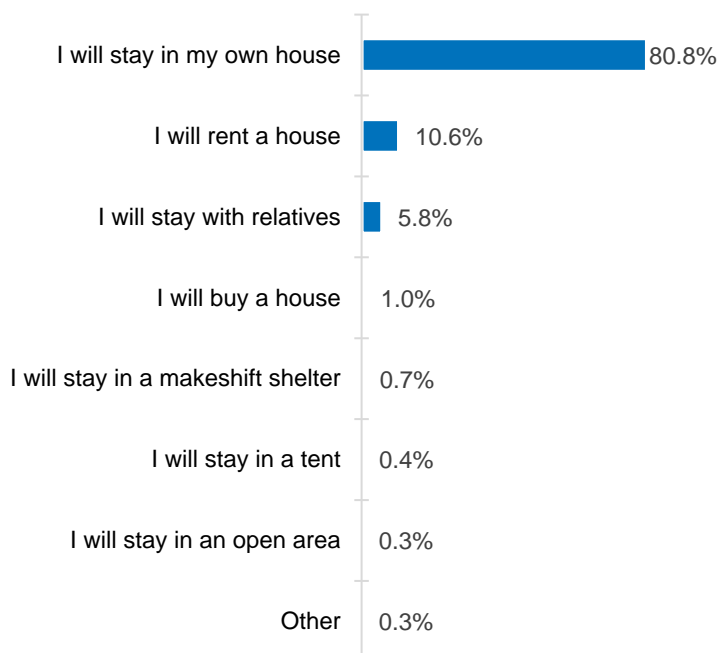 I will stay in my own house 80.8%
I will rent a house 10.6%
I will stay with relatives 5.8%
I will buy a house 1.0%
I will stay in a makeshift shelter 0.7%
I will stay in a tent 0.4%
I will stay in an open area 0.3%
Other 0.3%